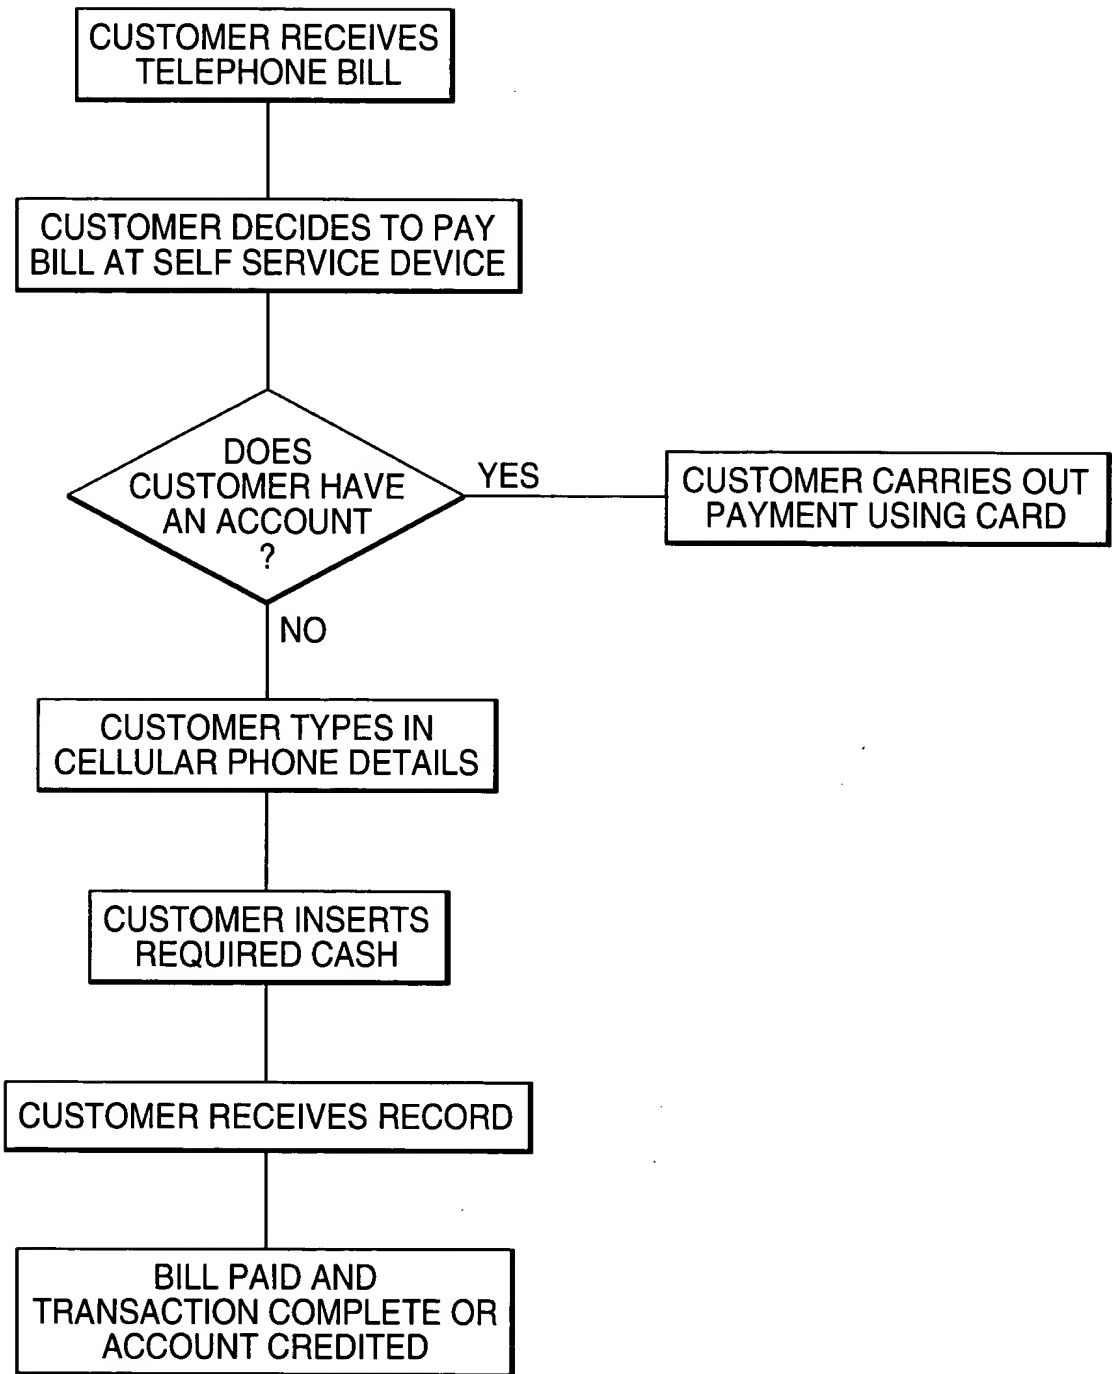 CUSTOMER RECEIVES
TELEPHONE BILL
CUSTOMER DECIDES TO PAY
BILL AT SELF SERVICE DEVICE
DOES
CUSTOMER HAVE
AN ACCOUNT
?
YES
CUSTOMER CARRIES OUT
PAYMENT USING CARD
NO
CUSTOMER TYPES IN
CELLULAR PHONE DETAILS
CUSTOMER INSERTS
REQUIRED CASH
CUSTOMER RECEIVES RECORD
BILL PAID AND
TRANSACTION COMPLETE OR
ACCOUNT CREDITED